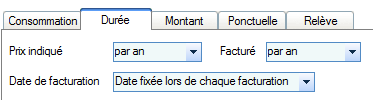 Consommation Durée Montant Ponctuelle Relève
Prix indiqué par an Facturé par an
Date de facturation Date fixée lors de chaque facturation